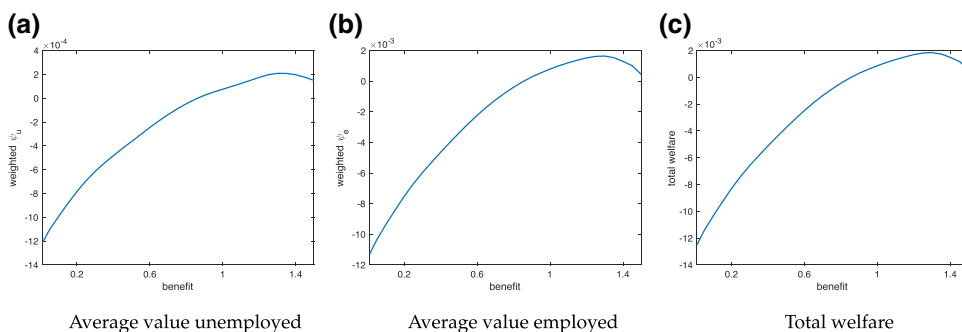 (a)
×10⁻⁴
4
2
0
-2
-4
-6
-8
-10
-12
-14
weighted ψ_u
0.2 0.6 1 1.4
benefit
Average value unemployed
(b)
×10⁻³
2
0
-2
-4
-6
-8
-10
-12
weighted ψ_e
0.2 0.6 1 1.4
benefit
Average value employed
(c)
×10⁻³
2
0
-2
-4
-6
-8
-10
-12
-14
total welfare
0.2 0.6 1 1.4
benefit
Total welfare